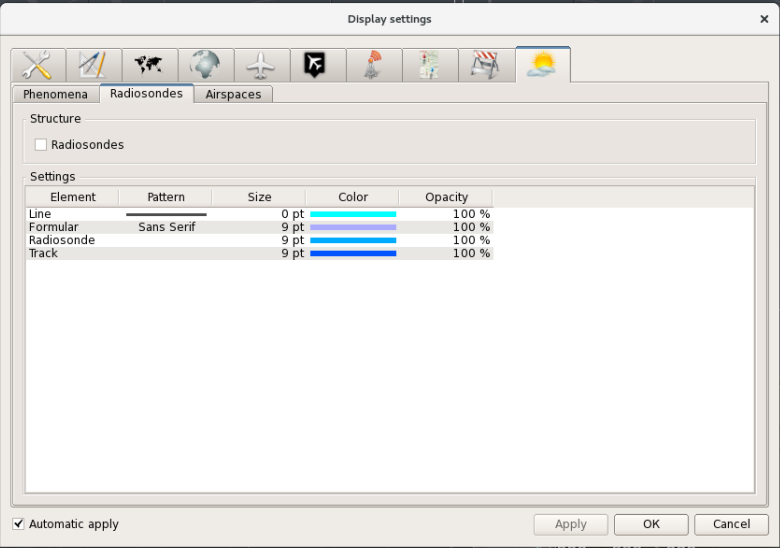 Display settings
Phenomena Radiosondes Airspaces
Structure
Radiosondes
Settings
Element Pattern Size Color Opacity
Line 0 pt 100 %
Formular Sans Serif 9 pt 100 %
Radiosonde 9 pt 100 %
Track 9 pt 100 %
Automatic apply Apply OK Cancel